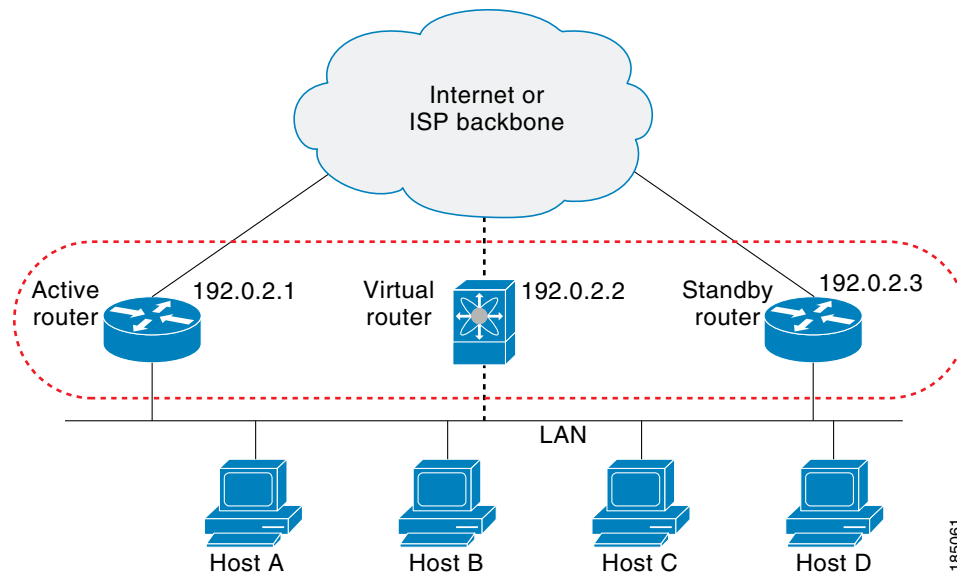 Internet or
ISP backbone
Active
router
192.0.2.1
Virtual
router
192.0.2.2
Standby
router
192.0.2.3
LAN
Host A
Host B
Host C
Host D
185061